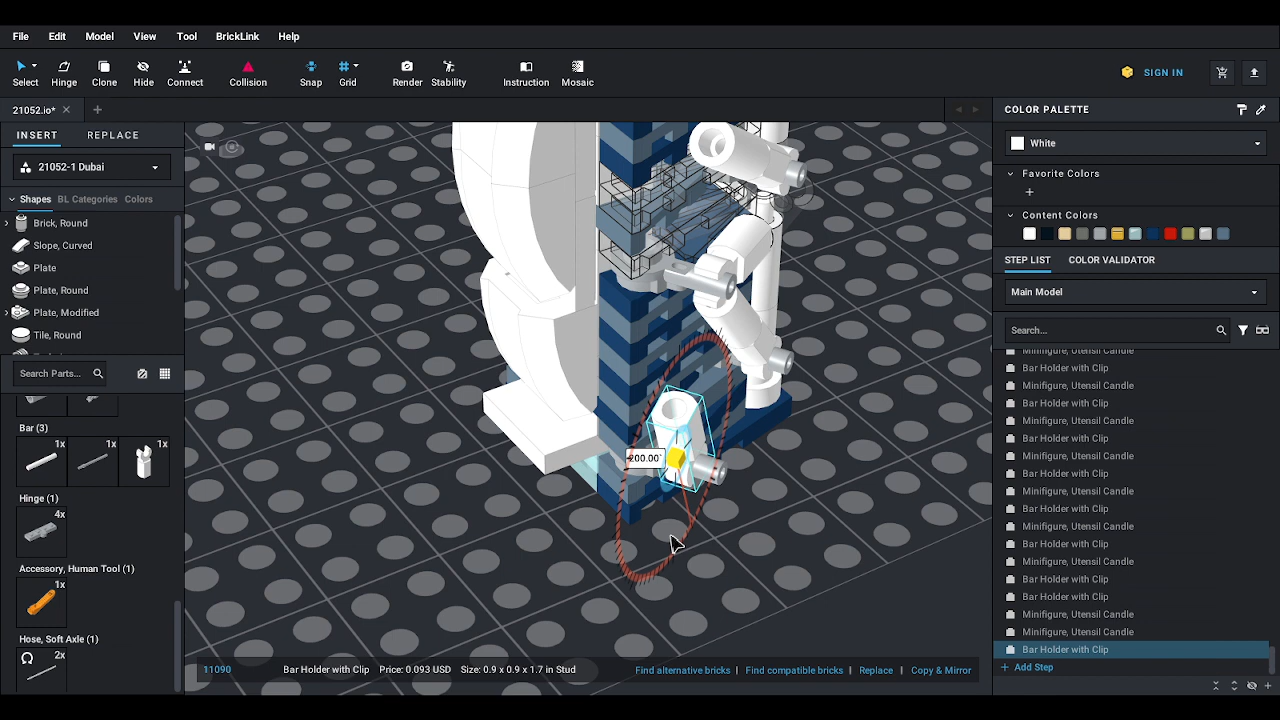 File Edit Model View Tool BrickLink Help
Select Hinge Clone Hide Connect Collision Snap Grid Render Stability Instruction Mosaic SIGN IN
21052.io*
INSERT REPLACE
21052-1 Dubai
Shapes BL Categories Colors
Brick, Round
Slope, Curved
Plate
Plate, Round
Plate, Modified
Tile, Round
Search Parts...
Bar (3)
1x 1x 1x
Hinge (1)
4x
Accessory, Human Tool (1)
1x
Hose, Soft Axle (1)
2x
200.00°
11090 Bar Holder with Clip Price: 0.093 USD Size: 0.9 x 0.9 x 1.7 in Stud Find alternative bricks | Find compatible bricks | Replace | Copy & Mirror
COLOR PALETTE
White
Favorite Colors
+
Content Colors
STEP LIST COLOR VALIDATOR
Main Model
Search...
Minifigure, Utensil Candle
Bar Holder with Clip
Minifigure, Utensil Candle
Bar Holder with Clip
Minifigure, Utensil Candle
Bar Holder with Clip
Minifigure, Utensil Candle
Bar Holder with Clip
Minifigure, Utensil Candle
Bar Holder with Clip
Minifigure, Utensil Candle
Bar Holder with Clip
Minifigure, Utensil Candle
Bar Holder with Clip
Bar Holder with Clip
Minifigure, Utensil Candle
Minifigure, Utensil Candle
Bar Holder with Clip
+ Add Step